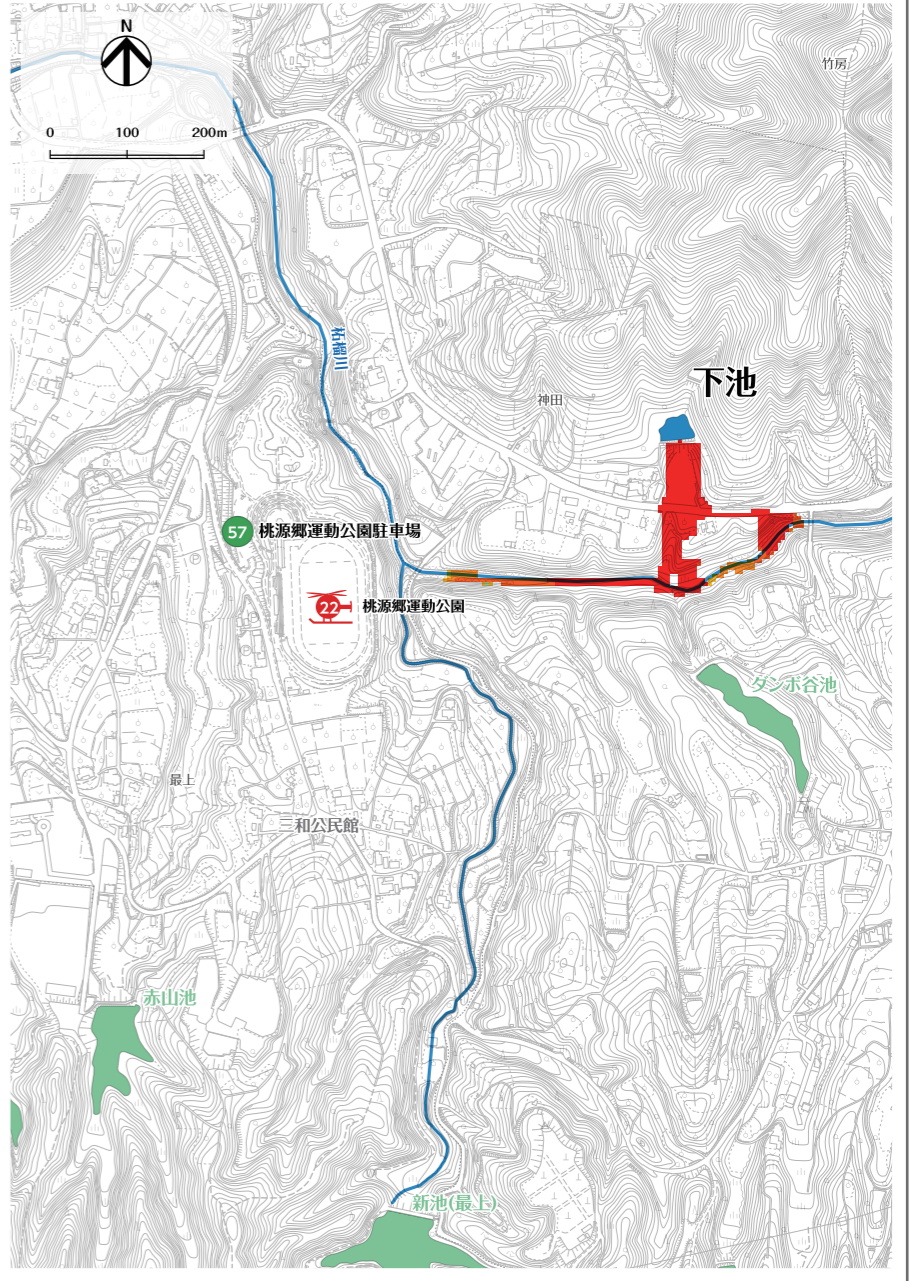 N
0 100 200m
竹房
柘榴川
下池
神田
57 桃源郷運動公園駐車場
22 桃源郷運動公園
ダンボ谷池
最上
三和公民館
赤山池
新池(最上)